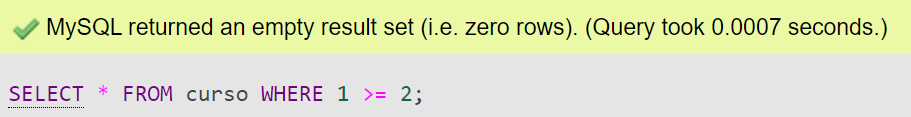 MySQL returned an empty result set (i.e. zero rows). (Query took 0.0007 seconds.)
SELECT * FROM curso WHERE 1 >= 2;